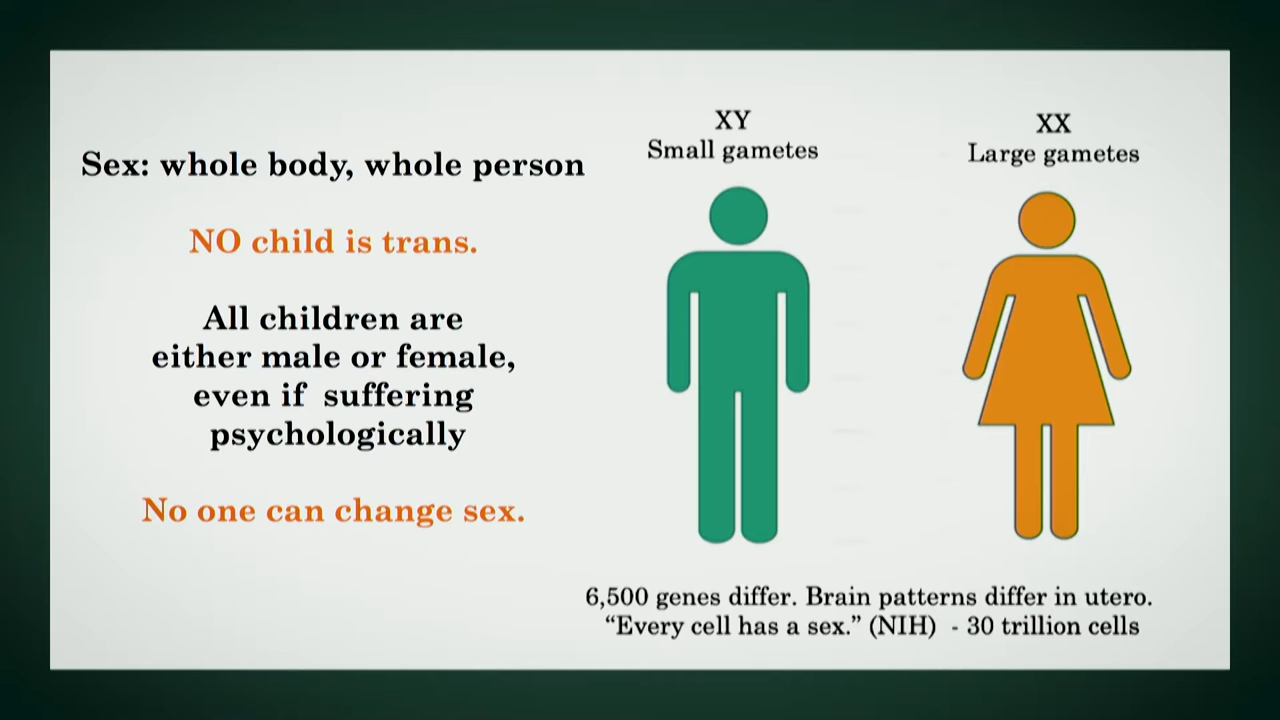 Sex: whole body, whole person
NO child is trans.
All children are
either male or female,
even if suffering
psychologically
No one can change sex.
XY
Small gametes
XX
Large gametes
6,500 genes differ. Brain patterns differ in utero.
“Every cell has a sex.” (NIH) - 30 trillion cells